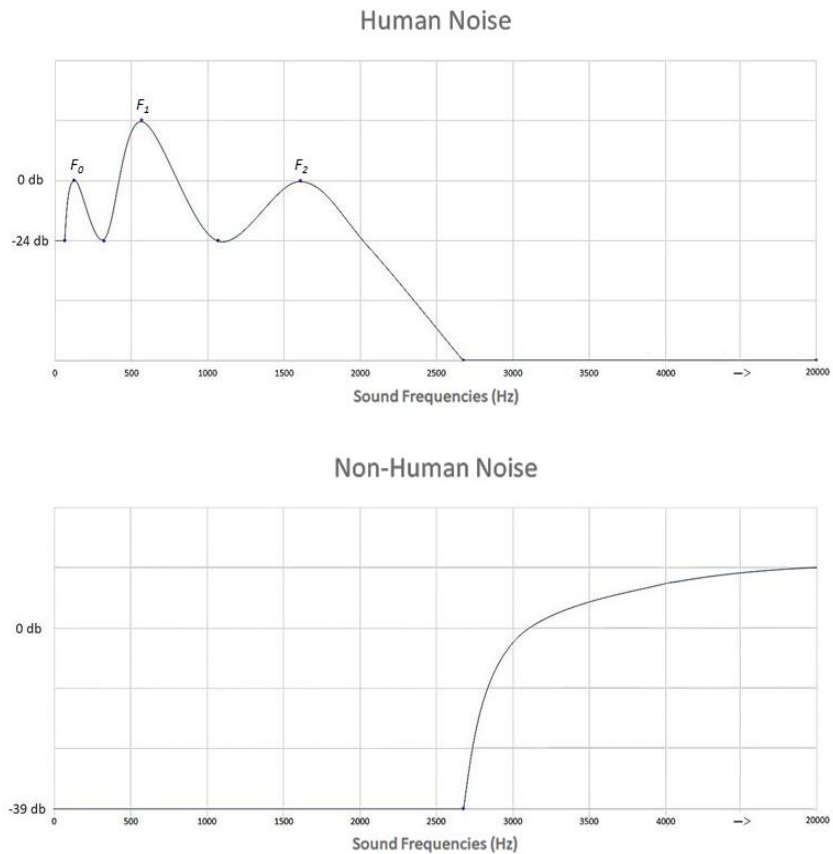 Human Noise
F₁
F₀
F₂
0 db
-24 db
0 500 1000 1500 2000 2500 3000 3500 4000 —> 20000
Sound Frequencies (Hz)
Non-Human Noise
0 db
-39 db
0 500 1000 1500 2000 2500 3000 3500 4000 —> 20000
Sound Frequencies (Hz)